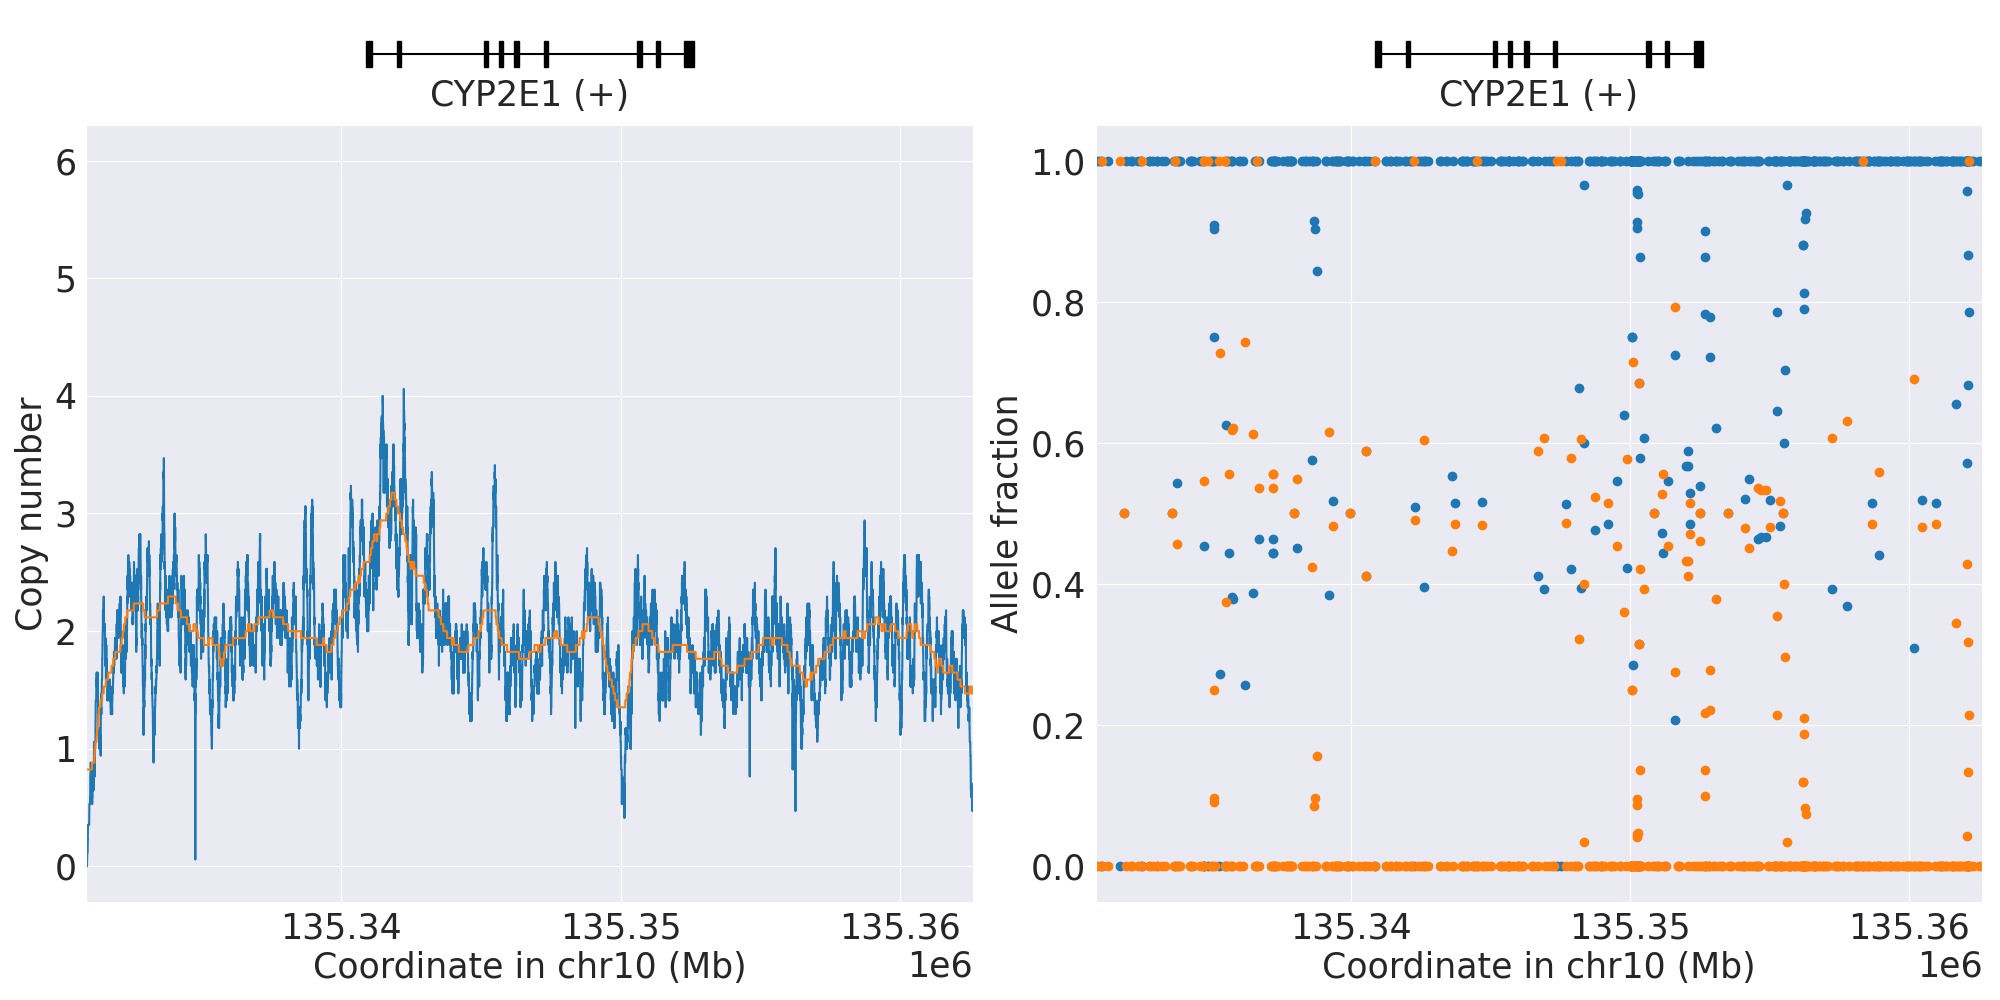 CYP2E1 (+)
6
5
4
3
2
1
0
Copy number
135.34 135.35 135.36
Coordinate in chr10 (Mb)
1e6
CYP2E1 (+)
1.0
0.8
0.6
0.4
0.2
0.0
Allele fraction
135.34 135.35 135.36
Coordinate in chr10 (Mb)
1e6